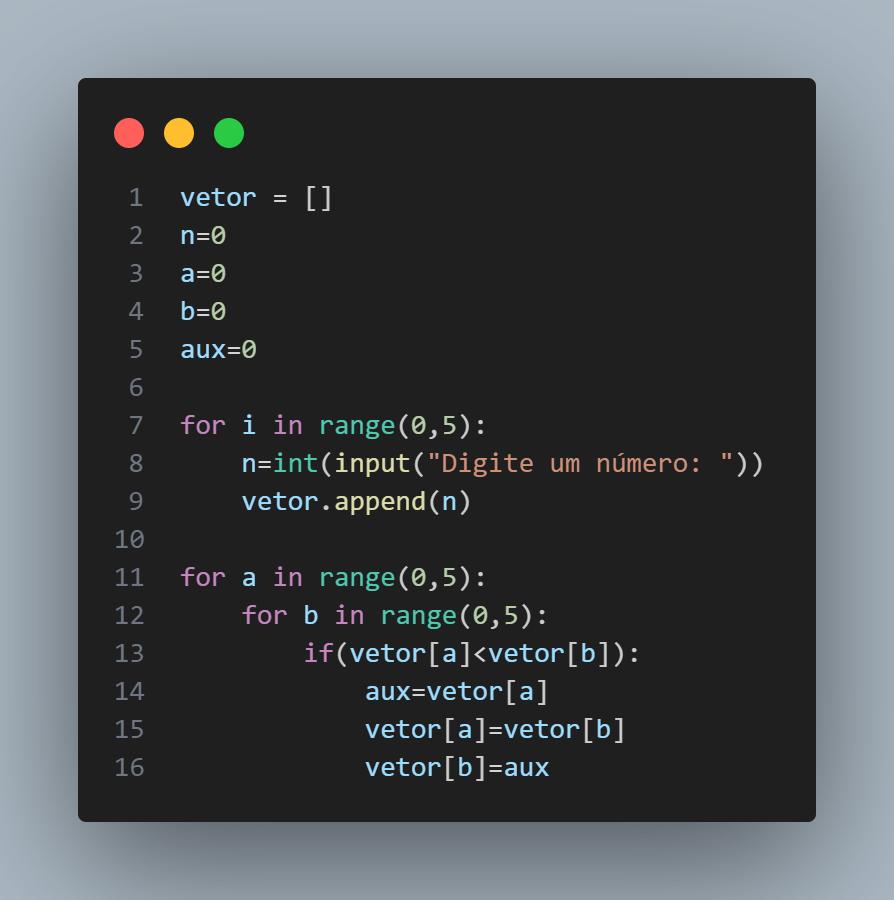 1 vetor = []
2 n=0
3 a=0
4 b=0
5 aux=0
6
7 for i in range(0,5):
8     n=int(input("Digite um número: "))
9     vetor.append(n)
10
11 for a in range(0,5):
12     for b in range(0,5):
13         if(vetor[a]<vetor[b]):
14             aux=vetor[a]
15             vetor[a]=vetor[b]
16             vetor[b]=aux